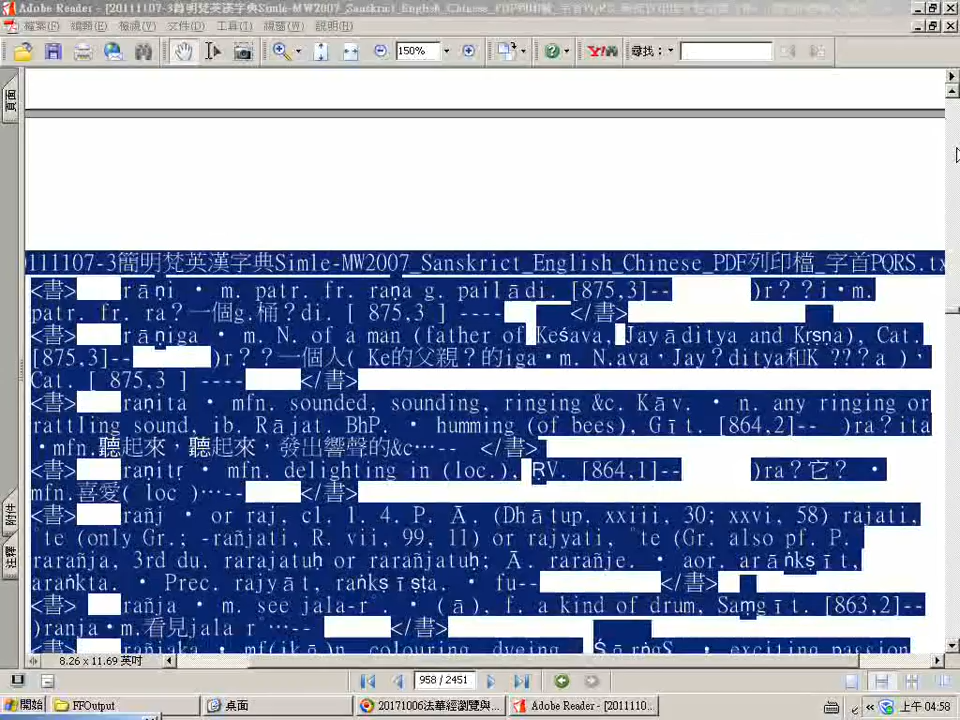 Adobe Reader - [20111107-3簡明梵英漢字典Simle-MW2007_Sanskrict_English_Chinese_PDF列印檔_字首PQRS
檔案(F) 編輯(E) 檢視(V) 文件(D) 工具(T) 視窗(W) 說明(H)
150% 尋找:
頁面
111107-3簡明梵英漢字典Simle-MW2007_Sanskrict_English_Chinese_PDF列印檔_字首PQRS.tx
<書> rāṇi • m. patr. fr. raṇa g. pailādi. [875,3]-- )r??i•m.
patr. fr. ra?一個g.桶?di. [ 875,3 ] ---- </書>
<書> rāṇiga • m. N. of a man (father of Keśava, Jayāditya and Kṛṣṇa), Cat.
[875,3]-- )r??一個人( Ke的父親?的iga•m. N.ava, Jay?ditya和K ???a ),
Cat. [ 875,3 ] ---- </書>
<書> raṇita • mfn. sounded, sounding, ringing &c. Kāv. • n. any ringing or
rattling sound, ib. Rājat. BhP. • humming (of bees), Gīt. [864,2]-- )ra?ita
•mfn.聽起來,聽起來,發出響聲的&c…-- </書>
<書> raṇitṛ • mfn. delighting in (loc.), ṚV. [864,1]-- )ra?它? •
mfn.喜愛( loc )…-- </書>
<書> rañj • or raj, cl. 1. 4. P. Ā. (Dhātup. xxiii, 30; xxvi, 58) rajati,
°te (only Gr.; -rañjati, R. vii, 99, 11) or rajyati, °te (Gr. also pf. P.
rarañja, 3rd du. rarajatuḥ or rarañjatuḥ; Ā. rarañje. • aor. arāṅkṣīt,
araṅkta. • Prec. rajyāt, raṅkṣīṣṭa. • fu-- </書>
<書> rañja • m. see jala-r°. • (ā), f. a kind of drum, Saṃgīt. [863,2]--
)ranja•m.看見jala r°…-- </書>
<書> rañjaka • mf(ikā)n. colouring, dyeing, ŚārṅgS. • exciting passion
附件
注釋
8.26 x 11.69 英吋
958 / 2451
開始 FFOutput 桌面 20171006法華經瀏覽與... Adobe Reader - [2011110... 上午 04:58